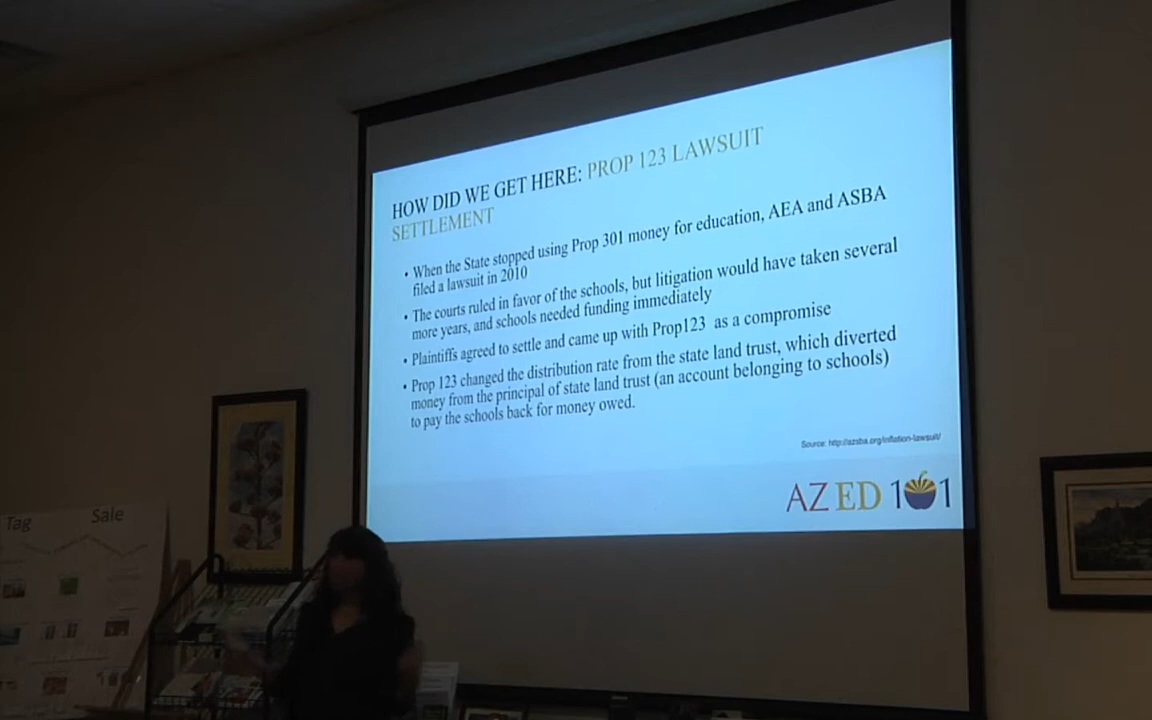 HOW DID WE GET HERE: PROP 123 LAWSUIT
SETTLEMENT
• When the State stopped using Prop 301 money for education, AEA and ASBA
filed a lawsuit in 2010
• The courts ruled in favor of the schools, but litigation would have taken several
more years, and schools needed funding immediately
• Plaintiffs agreed to settle and came up with Prop123 as a compromise
• Prop 123 changed the distribution rate from the state land trust, which diverted
money from the principal of state land trust (an account belonging to schools)
to pay the schools back for money owed.
Source: http://azsba.org/inflation-lawsuit/
AZ ED 101
Tag Sale